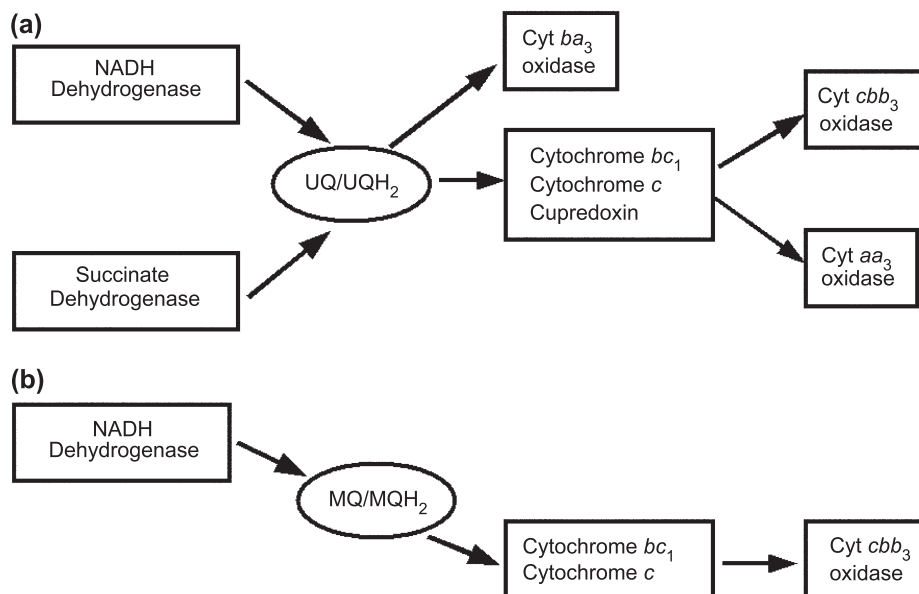 (a)
NADH
Dehydrogenase
Cyt ba₃
oxidase
UQ/UQH₂
Cytochrome bc₁
Cytochrome c
Cupredoxin
Cyt cbb₃
oxidase
Succinate
Dehydrogenase
Cyt aa₃
oxidase
(b)
NADH
Dehydrogenase
MQ/MQH₂
Cytochrome bc₁
Cytochrome c
Cyt cbb₃
oxidase